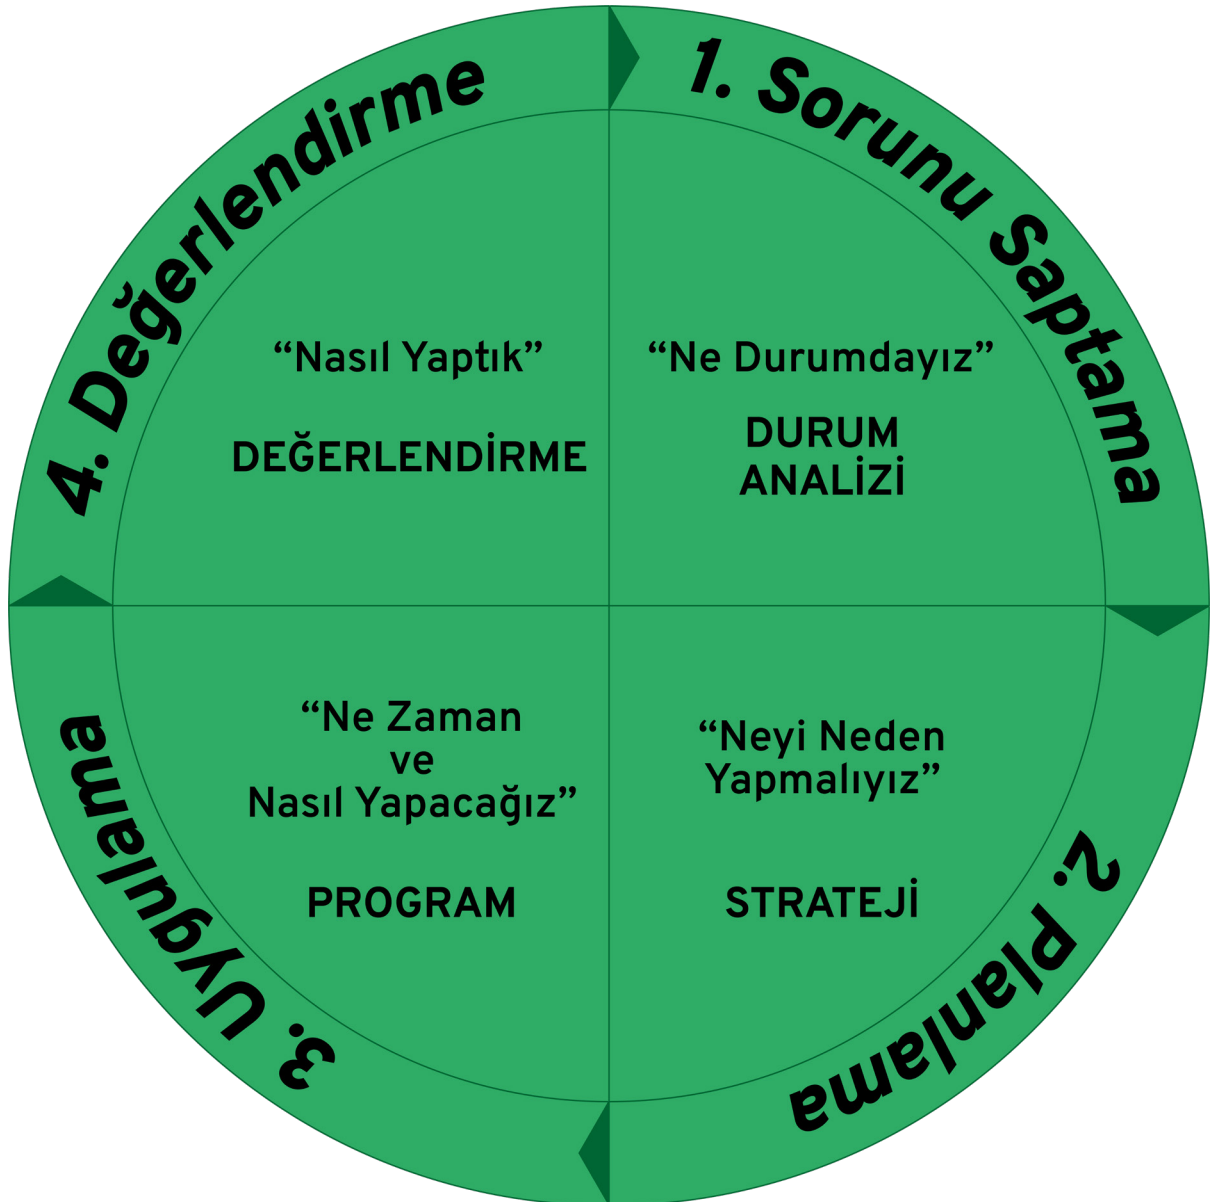 1. Sorunu Saptama
“Ne Durumdayız”
DURUM
ANALİZİ
2. Planlama
“Neyi Neden
Yapmalıyız”
STRATEJİ
3. Uygulama
“Ne Zaman
ve
Nasıl Yapacağız”
PROGRAM
4. Değerlendirme
“Nasıl Yaptık”
DEĞERLENDİRME